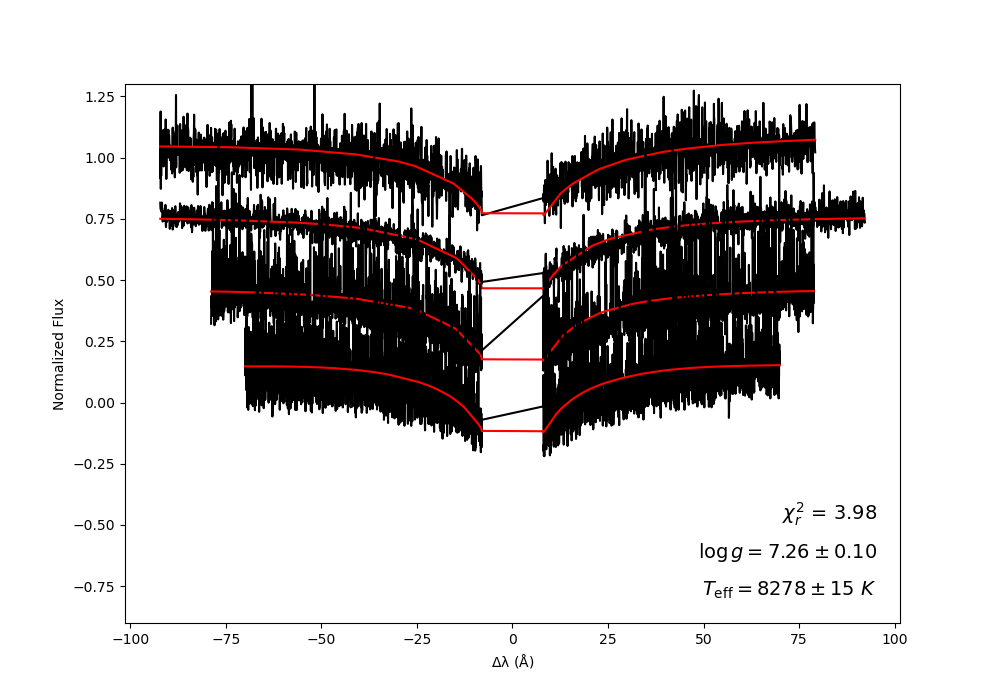 1.25
1.00
0.75
0.50
0.25
0.00
−0.25
−0.50
−0.75
Normalized Flux
χ²ᵣ = 3.98
log g = 7.26 ± 0.10
T_eff = 8278 ± 15 K
−100 −75 −50 −25 0 25 50 75 100
Δλ (Å)